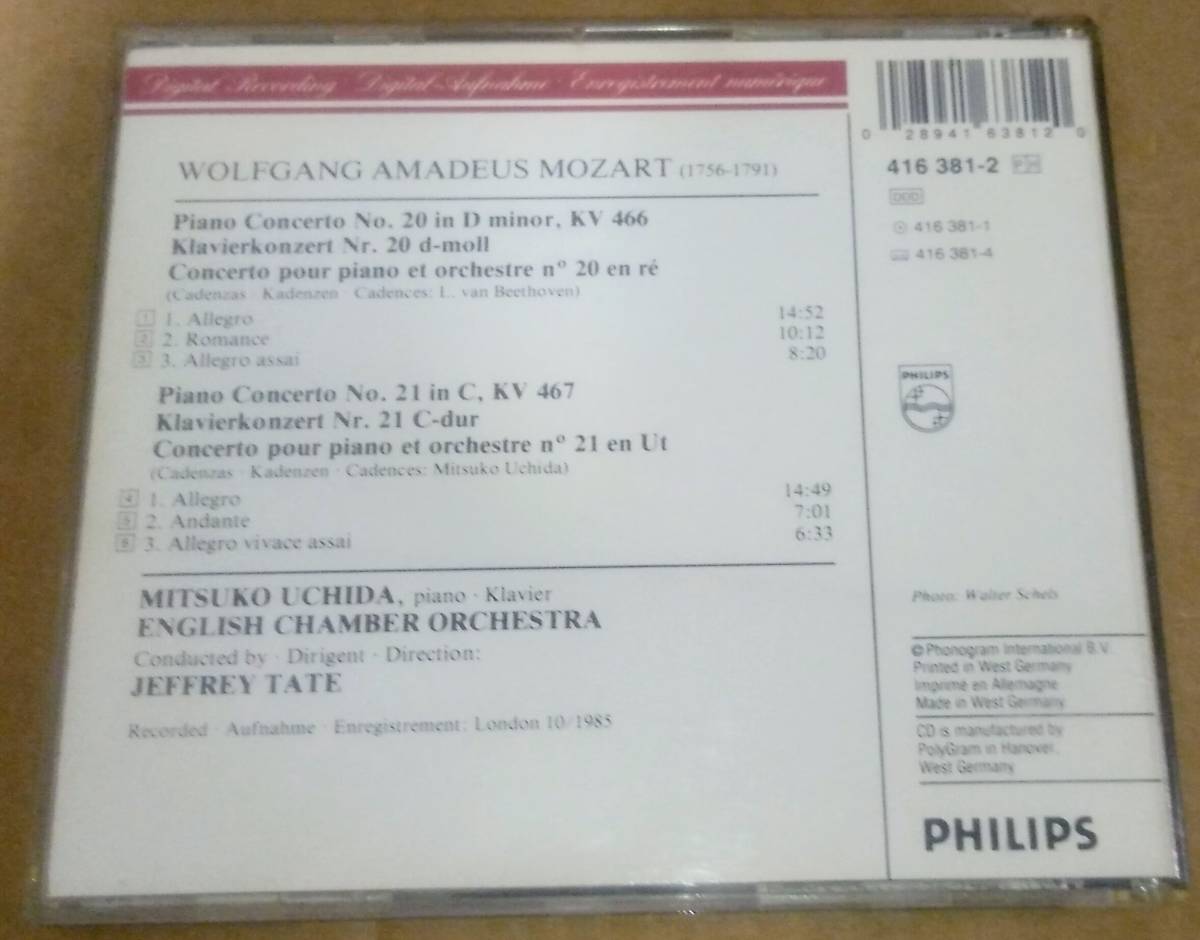 Digital Recording · Digital-Aufnahme · Enregistrement numérique
WOLFGANG AMADEUS MOZART (1756-1791)
Piano Concerto No. 20 in D minor, KV 466
Klavierkonzert Nr. 20 d-moll
Concerto pour piano et orchestre nº 20 en ré
(Cadenzas · Kadenzen · Cadences: L. van Beethoven)
1 1. Allegro 14:52
2 2. Romance 10:12
3 3. Allegro assai 8:20
Piano Concerto No. 21 in C, KV 467
Klavierkonzert Nr. 21 C-dur
Concerto pour piano et orchestre nº 21 en Ut
(Cadenzas · Kadenzen · Cadences: Mitsuko Uchida)
4 1. Allegro 14:49
5 2. Andante 7:01
6 3. Allegro vivace assai 6:33
MITSUKO UCHIDA, piano · Klavier
ENGLISH CHAMBER ORCHESTRA
Conducted by · Dirigent · Direction:
JEFFREY TATE
Recorded · Aufnahme · Enregistrement: London 10/1985
0 28941 63812 0
416 381-2 PH
DDD
416 381-1
416 381-4
PHILIPS
Photo: Walter Schels
© Phonogram International B.V.
Printed in West Germany
Imprimé en Allemagne
Made in West Germany
CD is manufactured by
PolyGram in Hanover,
West Germany
PHILIPS